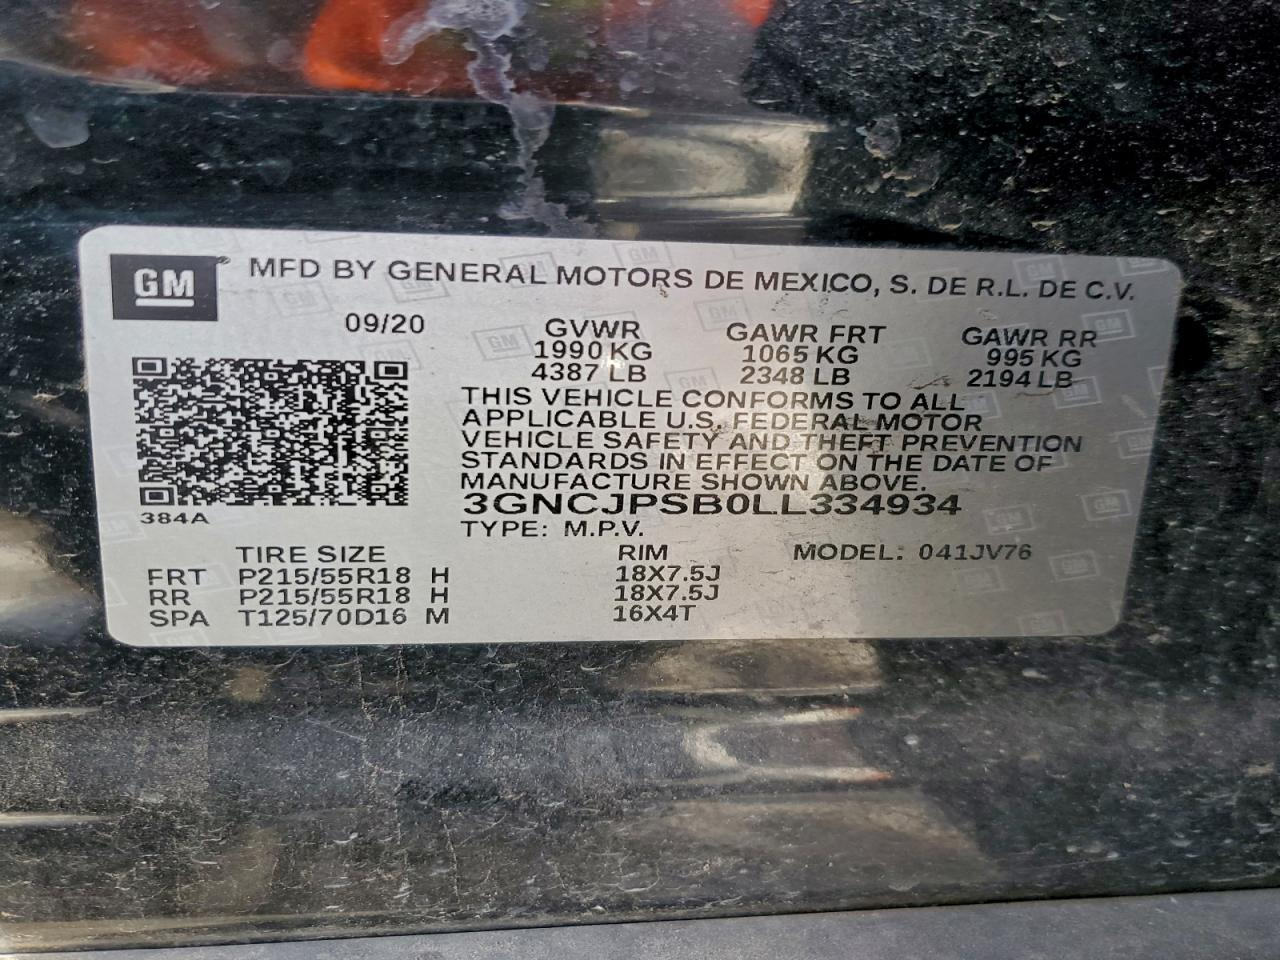 GM MFD BY GENERAL MOTORS DE MEXICO, S. DE R.L. DE C.V.
09/20 GVWR GAWR FRT GAWR RR
1990 KG 1065 KG 995 KG
4387 LB 2348 LB 2194 LB
THIS VEHICLE CONFORMS TO ALL
APPLICABLE U.S. FEDERAL MOTOR
VEHICLE SAFETY AND THEFT PREVENTION
STANDARDS IN EFFECT ON THE DATE OF
MANUFACTURE SHOWN ABOVE.
3GNCJPSB0LL334934
384A
TYPE: M.P.V.
TIRE SIZE RIM MODEL: 041JV76
FRT P215/55R18 H 18X7.5J
RR P215/55R18 H 18X7.5J
SPA T125/70D16 M 16X4T